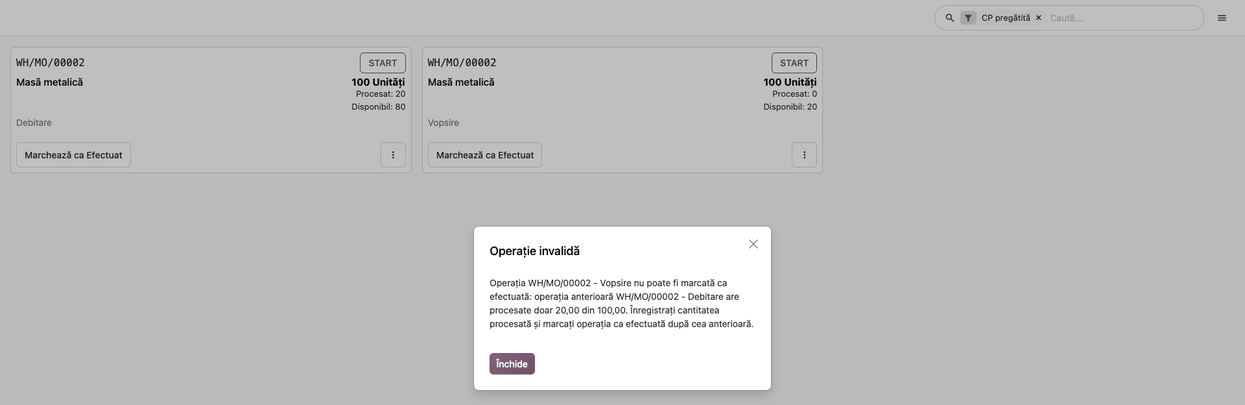 CP pregătită × Caută...
WH/MO/00002 START
Masă metalică 100 Unități
Procesat: 20
Disponibil: 80
Debitare
Marchează ca Efectuat
WH/MO/00002 START
Masă metalică 100 Unități
Procesat: 0
Disponibil: 20
Vopsire
Marchează ca Efectuat
Operație invalidă
Operația WH/MO/00002 - Vopsire nu poate fi marcată ca
efectuată: operația anterioară WH/MO/00002 - Debitare are
procesate doar 20,00 din 100,00. Înregistrați cantitatea
procesată și marcați operația ca efectuată după cea anterioară.
Închide